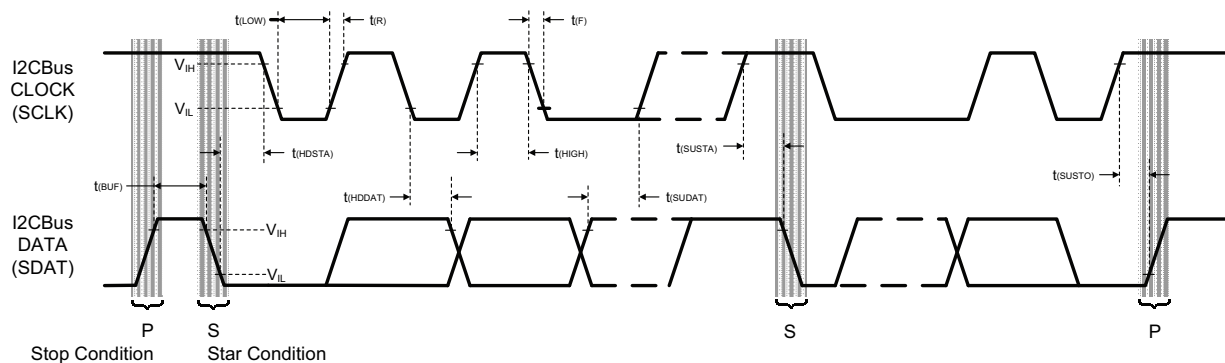 t(LOW)
t(R)
t(F)
I2CBus
CLOCK
(SCLK)
VIH
VIL
t(HDSTA)
t(HIGH)
t(SUSTA)
t(SUSTO)
t(BUF)
t(HDDAT)
t(SUDAT)
I2CBus
DATA
(SDAT)
VIH
VIL
P
S
S
P
Stop Condition
Star Condition